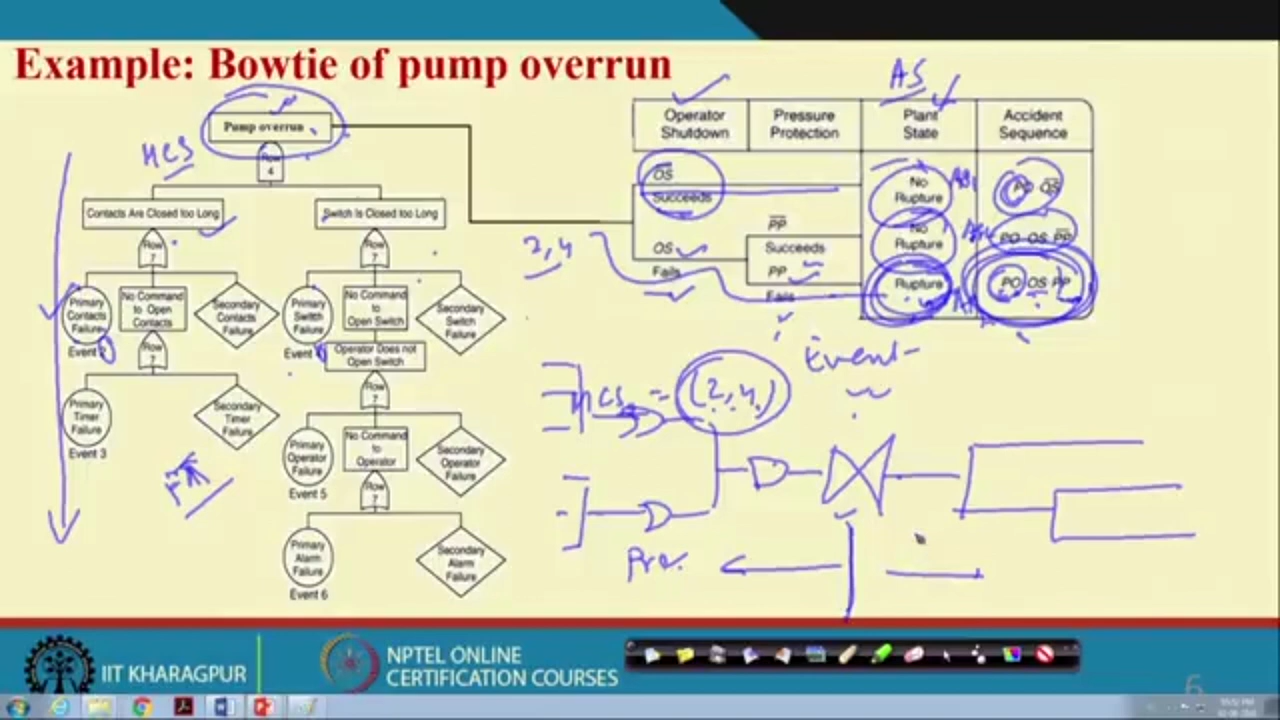 Example: Bowtie of pump overrun
Pump overrun
Row
4
MCS
Contacts Are Closed too Long
Switch Is Closed too Long
Row
7
Row
7
Primary
Contacts
Failure
No Command
to Open
Contacts
Secondary
Contacts
Failure
Primary
Switch
Failure
No Command
to
Open Switch
Secondary
Switch
Failure
Event
Row
7
Event
Operator Does not
Open Switch
Primary
Timer
Failure
Secondary
Timer
Failure
Row
7
Event 3
Primary
Operator
Failure
No Command
to
Operator
Secondary
Operator
Failure
Event 5
Row
7
Primary
Alarm
Failure
Secondary
Alarm
Failure
Event 6
AS
Operator
Shutdown
Pressure
Protection
Plant
State
Accident
Sequence
OS
Succeeds
No
Rupture
PO OS
PP
Succeeds
No
Rupture
PO OS PP
OS
Fails
PP
Fails
Rupture
PO OS PP
2,4
Event
(2,4)
Pre.
IIT KHARAGPUR
NPTEL ONLINE
CERTIFICATION COURSES
6